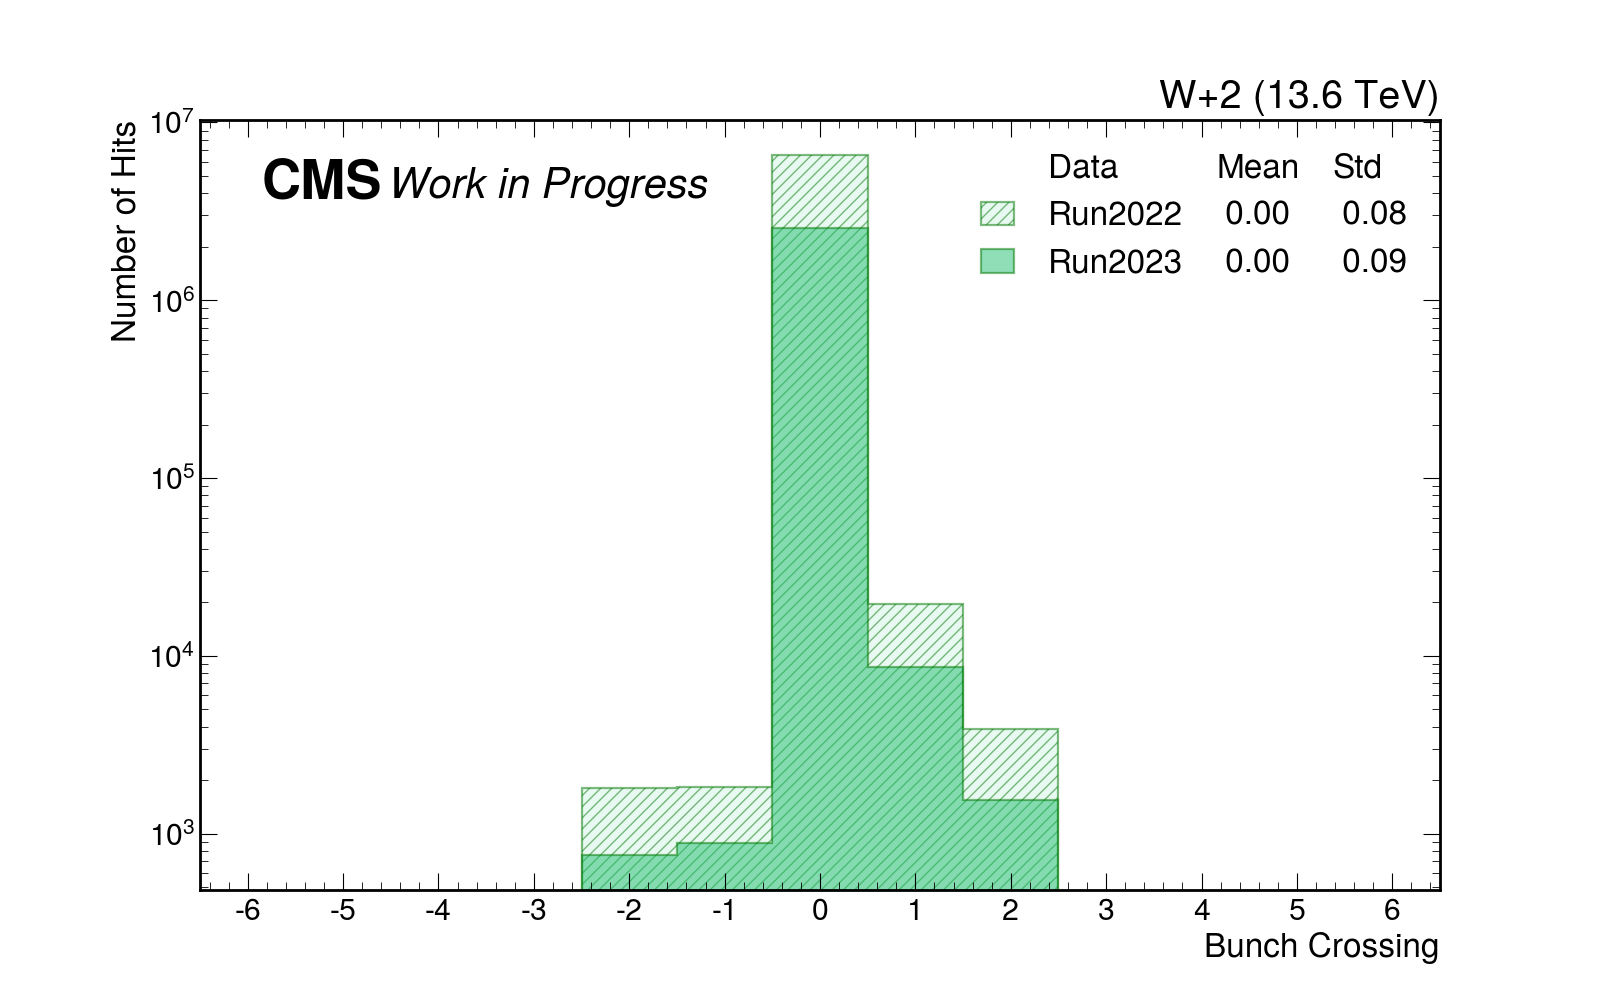 W+2 (13.6 TeV)
CMS Work in Progress
Number of Hits
Data Mean Std
Run2022 0.00 0.08
Run2023 0.00 0.09
10⁷
10⁶
10⁵
10⁴
10³
-6 -5 -4 -3 -2 -1 0 1 2 3 4 5 6
Bunch Crossing